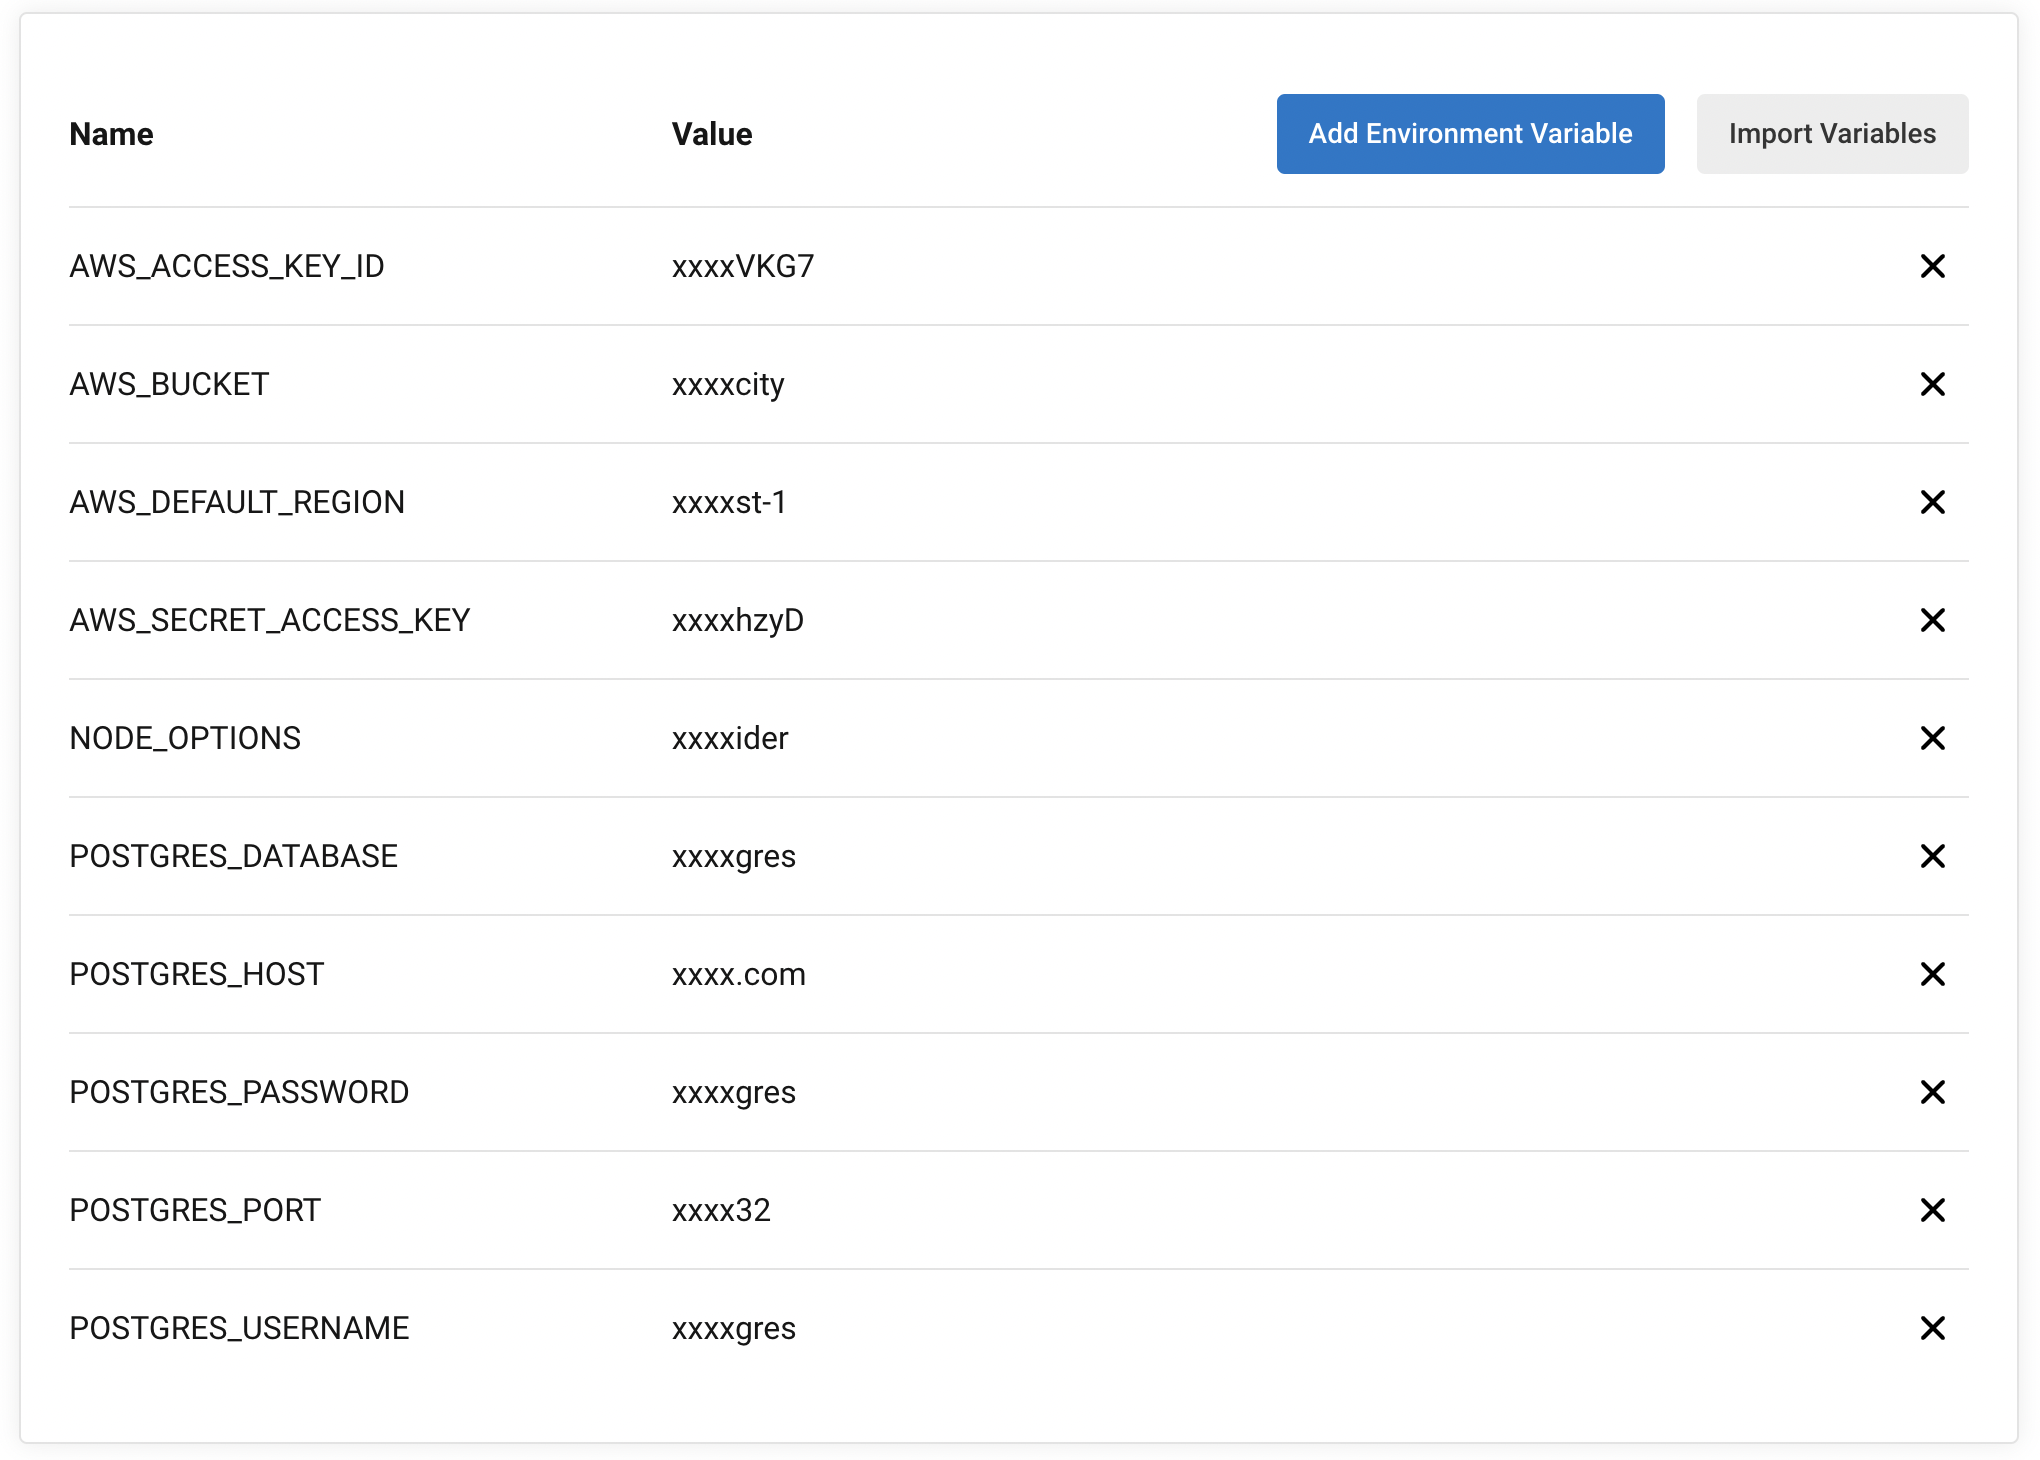 Name Value Add Environment Variable Import Variables
AWS_ACCESS_KEY_ID xxxxVKG7
AWS_BUCKET xxxxcity
AWS_DEFAULT_REGION xxxxst-1
AWS_SECRET_ACCESS_KEY xxxxhzyD
NODE_OPTIONS xxxxider
POSTGRES_DATABASE xxxxgres
POSTGRES_HOST xxxx.com
POSTGRES_PASSWORD xxxxgres
POSTGRES_PORT xxxx32
POSTGRES_USERNAME xxxxgres